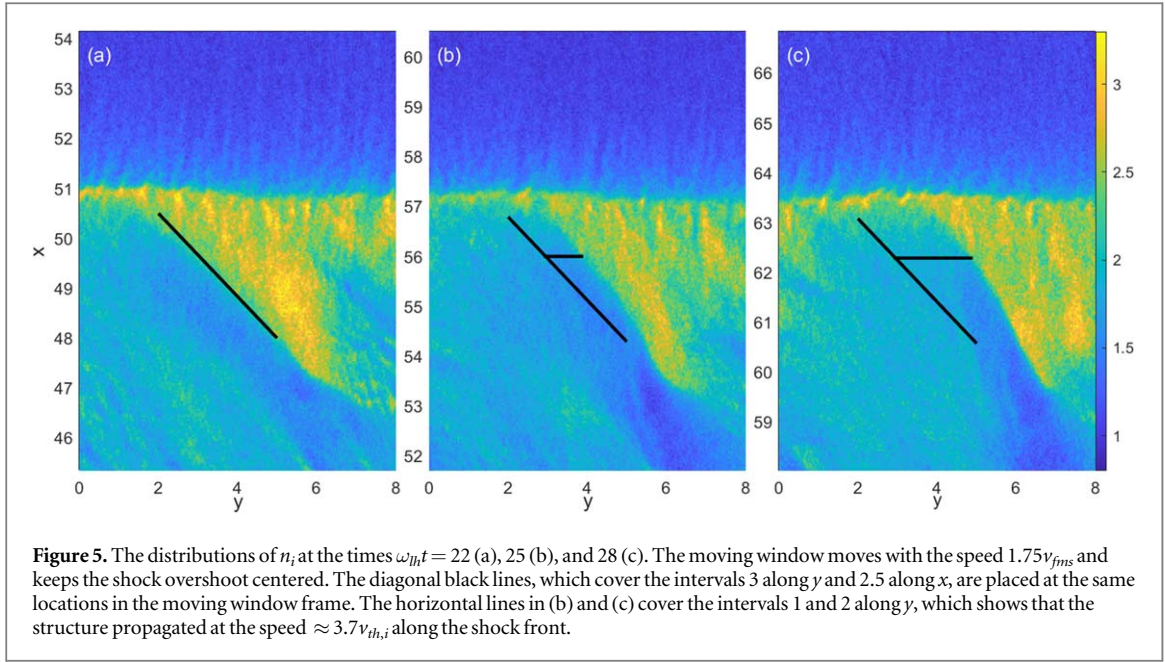 (a)
54
53
52
51
50
49
48
47
46
x
0 2 4 6 8
y
(b)
60
59
58
57
56
55
54
53
52
0 2 4 6 8
y
(c)
66
65
64
63
62
61
60
59
0 2 4 6 8
y
3
2.5
2
1.5
1
Figure 5. The distributions of nᵢ at the times ω_lh t = 22 (a), 25 (b), and 28 (c). The moving window moves with the speed 1.75v_fms and
keeps the shock overshoot centered. The diagonal black lines, which cover the intervals 3 along y and 2.5 along x, are placed at the same
locations in the moving window frame. The horizontal lines in (b) and (c) cover the intervals 1 and 2 along y, which shows that the
structure propagated at the speed ≈ 3.7v_th,i along the shock front.